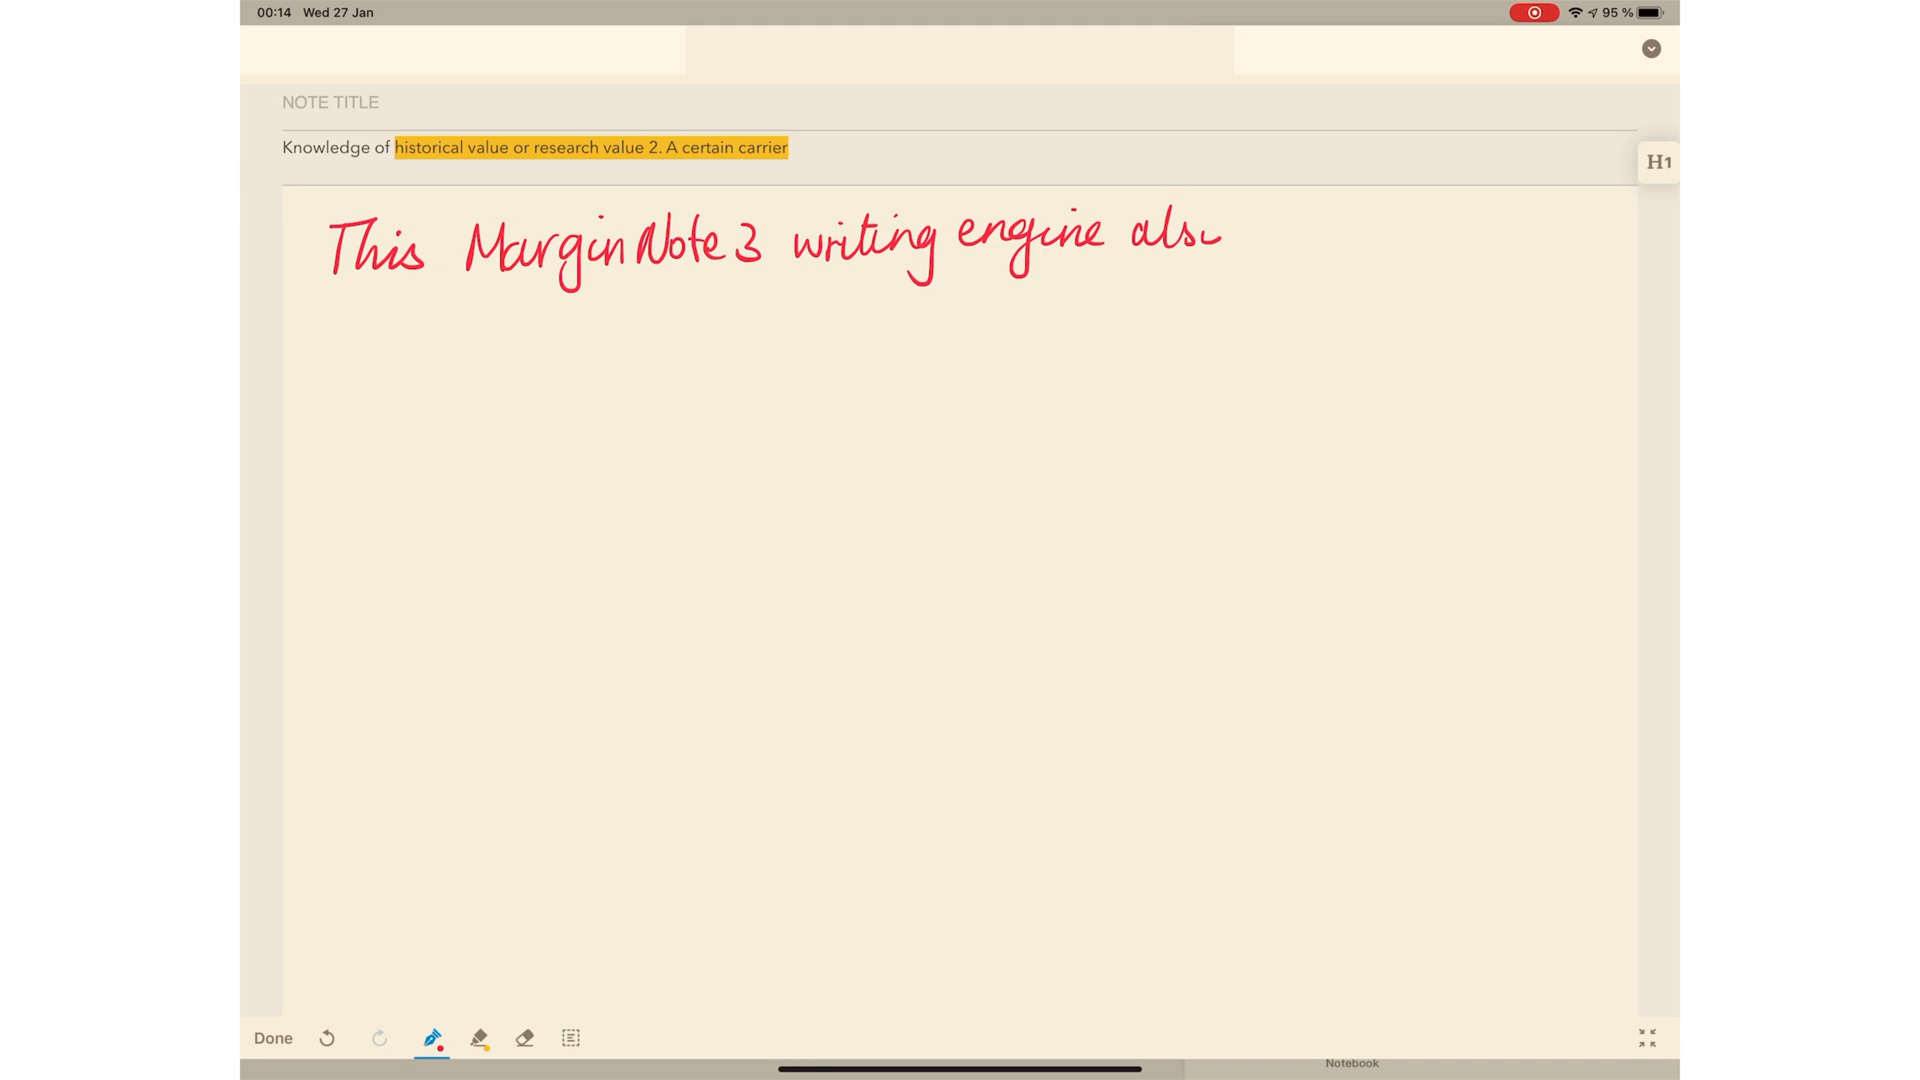 00:14 Wed 27 Jan 95 %
NOTE TITLE
Knowledge of historical value or research value 2. A certain carrier
H1
This MarginNote 3 writing engine also
Done
Notebook